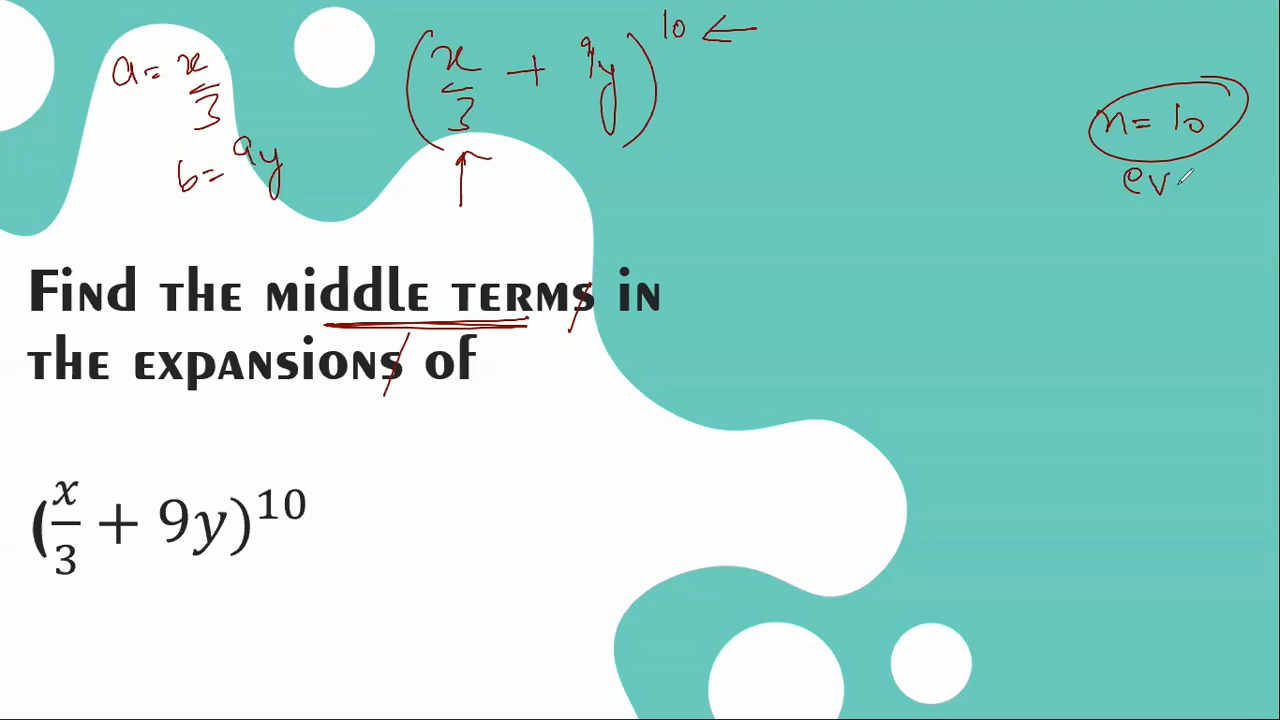 a = x/3
(x/3 + 9y)^10 ←
n = 10
b = 9y
ev
Find the middle terms in
the expansions of
(x/3 + 9y)^10